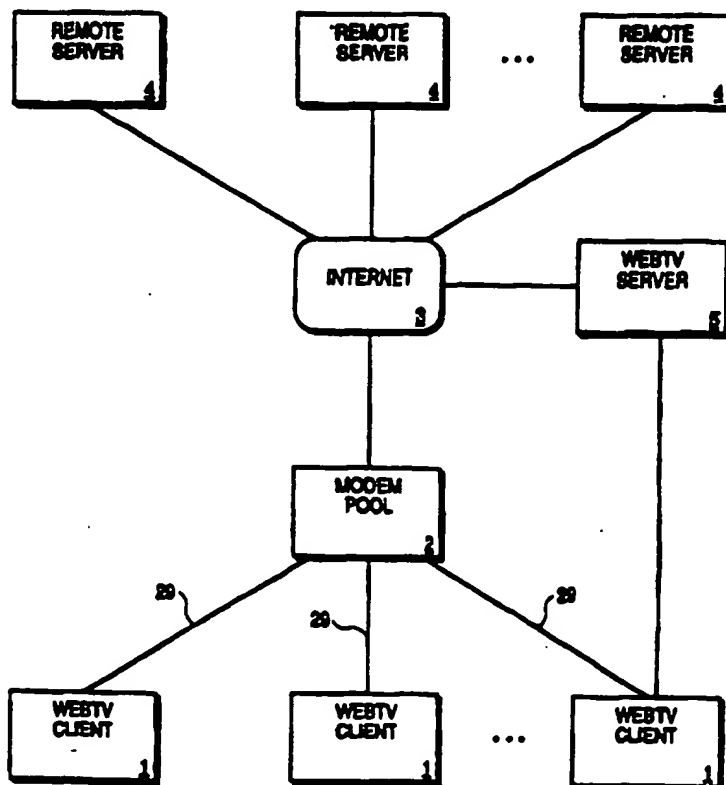 REMOTE SERVER 4
REMOTE SERVER 4
...
REMOTE SERVER 4
INTERNET 3
WEBTV SERVER 5
MODEM POOL 2
29
29
29
WEBTV CLIENT 1
WEBTV CLIENT 1
...
WEBTV CLIENT 1